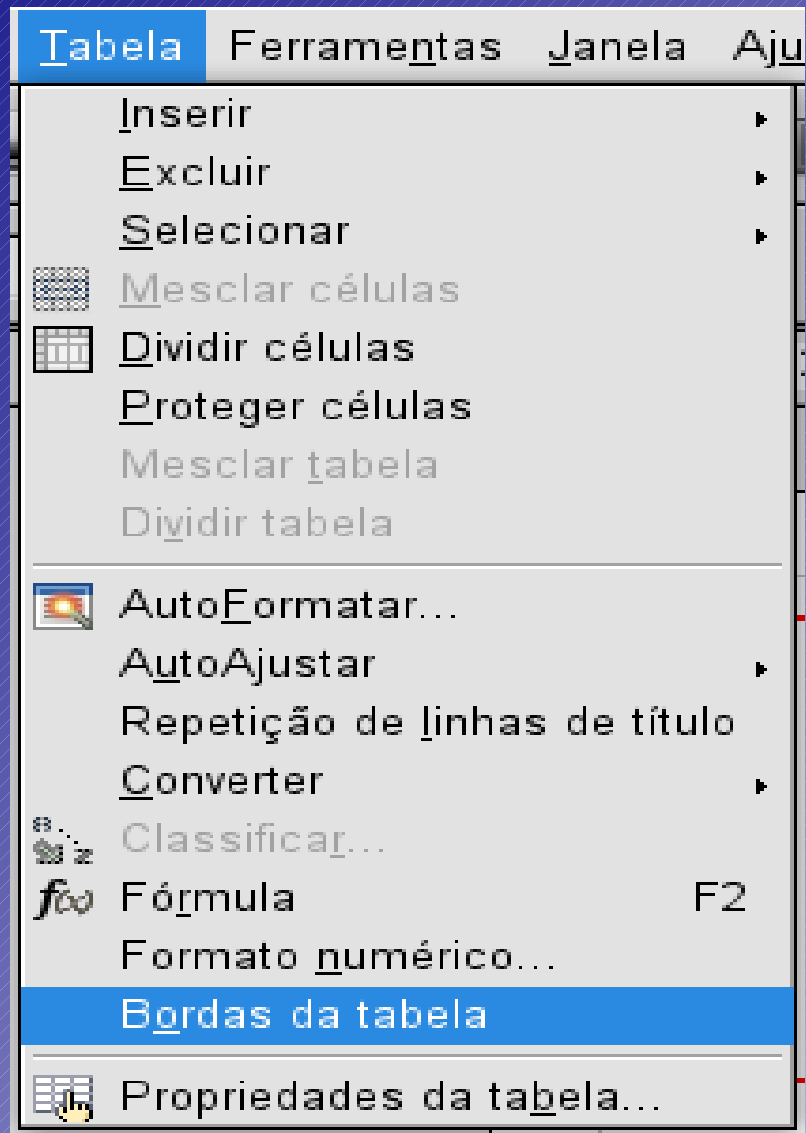 Tabela Ferramentas Janela Aju
Inserir
Excluir
Selecionar
Mesclar células
Dividir células
Proteger células
Mesclar tabela
Dividir tabela
AutoFormatar...
AutoAjustar
Repetição de linhas de título
Converter
Classificar...
Fórmula F2
Formato numérico...
Bordas da tabela
Propriedades da tabela...